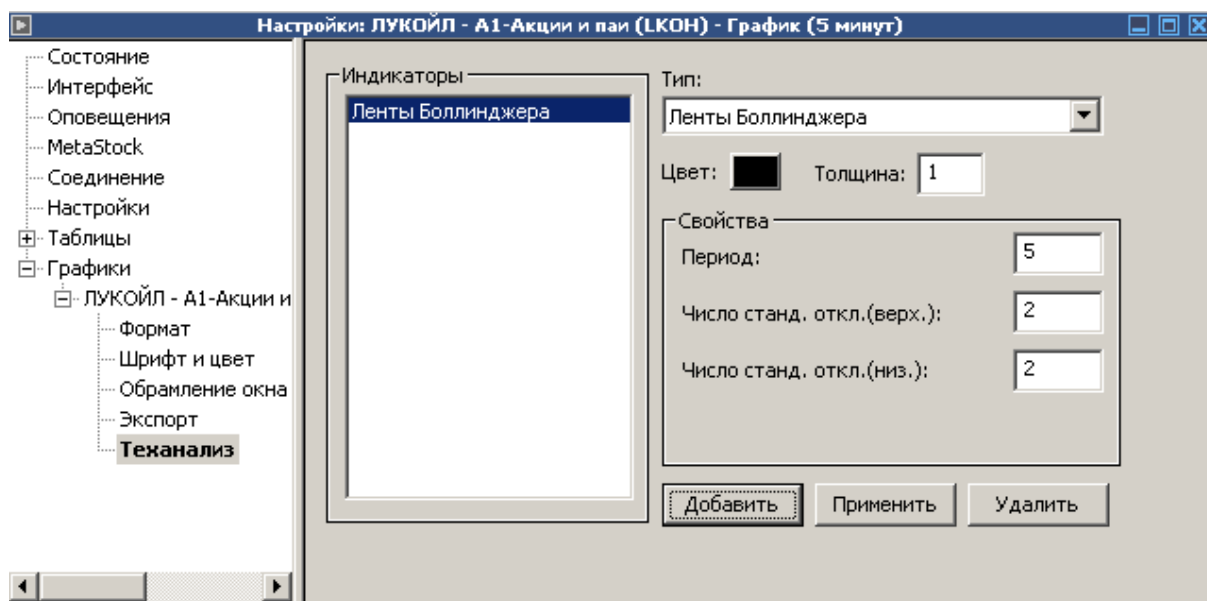 Настройки: ЛУКОЙЛ - А1-Акции и паи (LKOH) - График (5 минут)
Состояние
Интерфейс
Оповещения
MetaStock
Соединение
Настройки
Таблицы
Графики
ЛУКОЙЛ - А1-Акции и
Формат
Шрифт и цвет
Обрамление окна
Экспорт
Теханализ
Индикаторы
Ленты Боллинджера
Тип:
Ленты Боллинджера
Цвет: Толщина: 1
Свойства
Период: 5
Число станд. откл.(верх.): 2
Число станд. откл.(низ.): 2
Добавить Применить Удалить